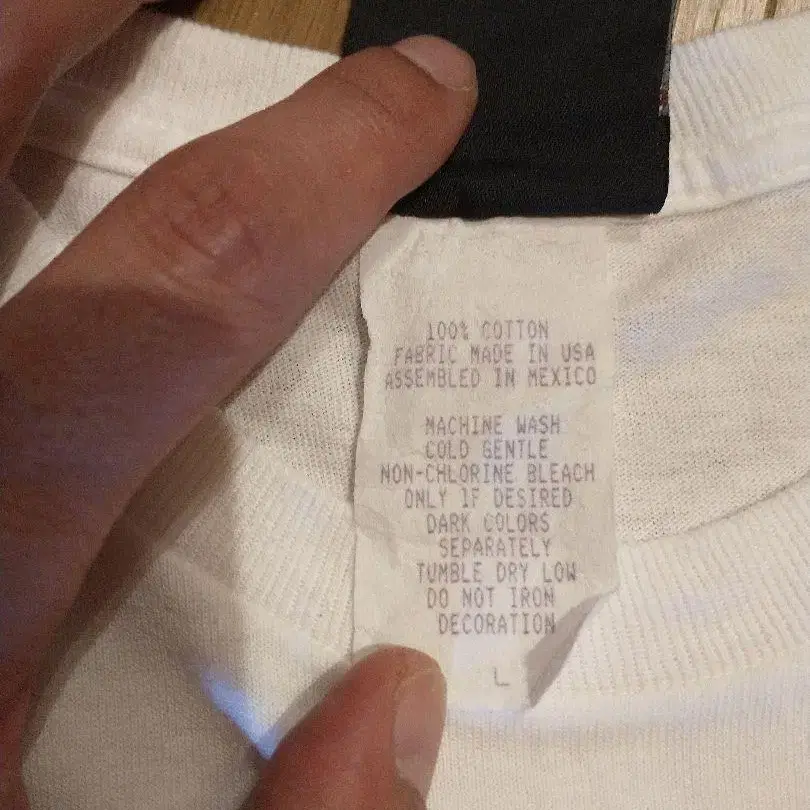 100% COTTON
FABRIC MADE IN USA
ASSEMBLED IN MEXICO
MACHINE WASH
COLD GENTLE
NON-CHLORINE BLEACH
ONLY IF DESIRED
DARK COLORS
SEPARATELY
TUMBLE DRY LOW
DO NOT IRON
DECORATION
L